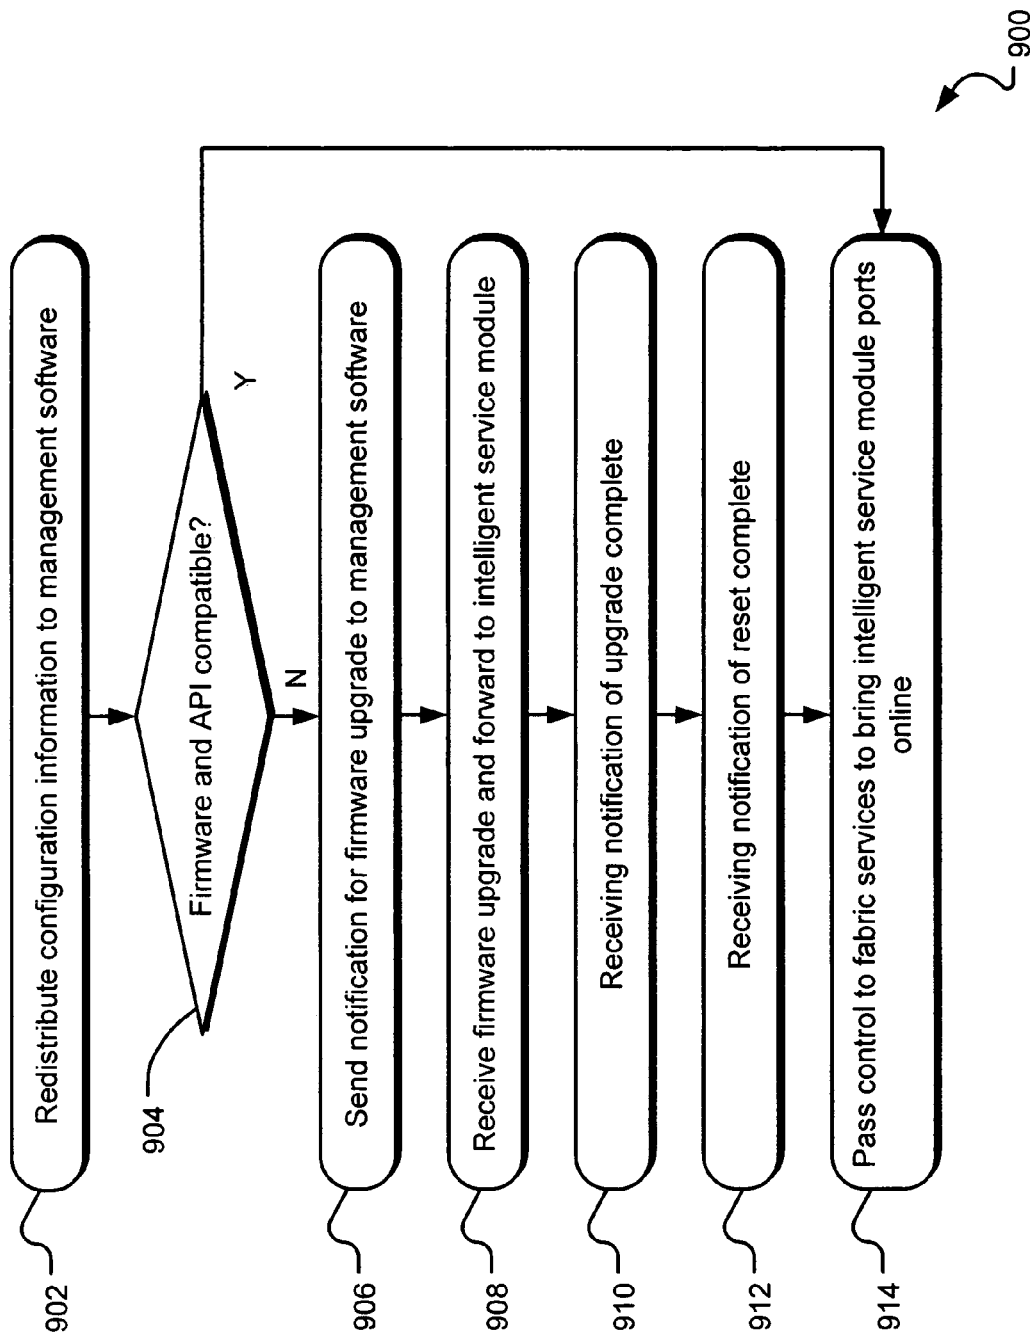 900
902
Redistribute configuration information to management software
904
Firmware and API compatible?
Y
N
906
Send notification for firmware upgrade to management software
908
Receive firmware upgrade and forward to intelligent service module
910
Receiving notification of upgrade complete
912
Receiving notification of reset complete
914
Pass control to fabric services to bring intelligent service module ports
online